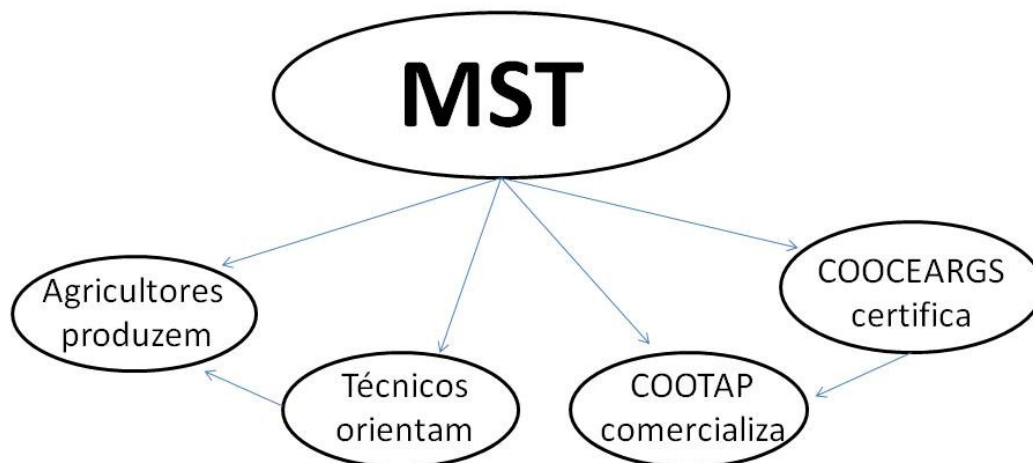 MST
Agricultores
produzem
Técnicos
orientam
COOTAP
comercializa
COOCEARGS
certifica